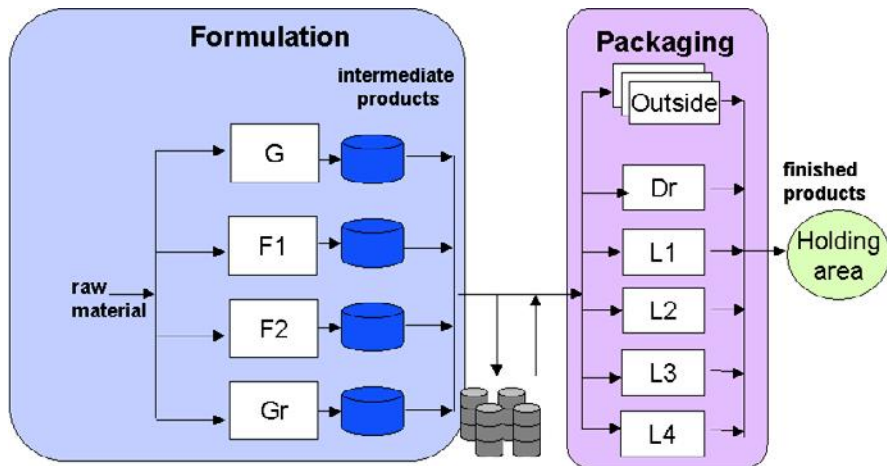 Formulation
intermediate
products
G
F1
F2
Gr
raw
material
Packaging
Outside
Dr
L1
L2
L3
L4
finished
products
Holding
area